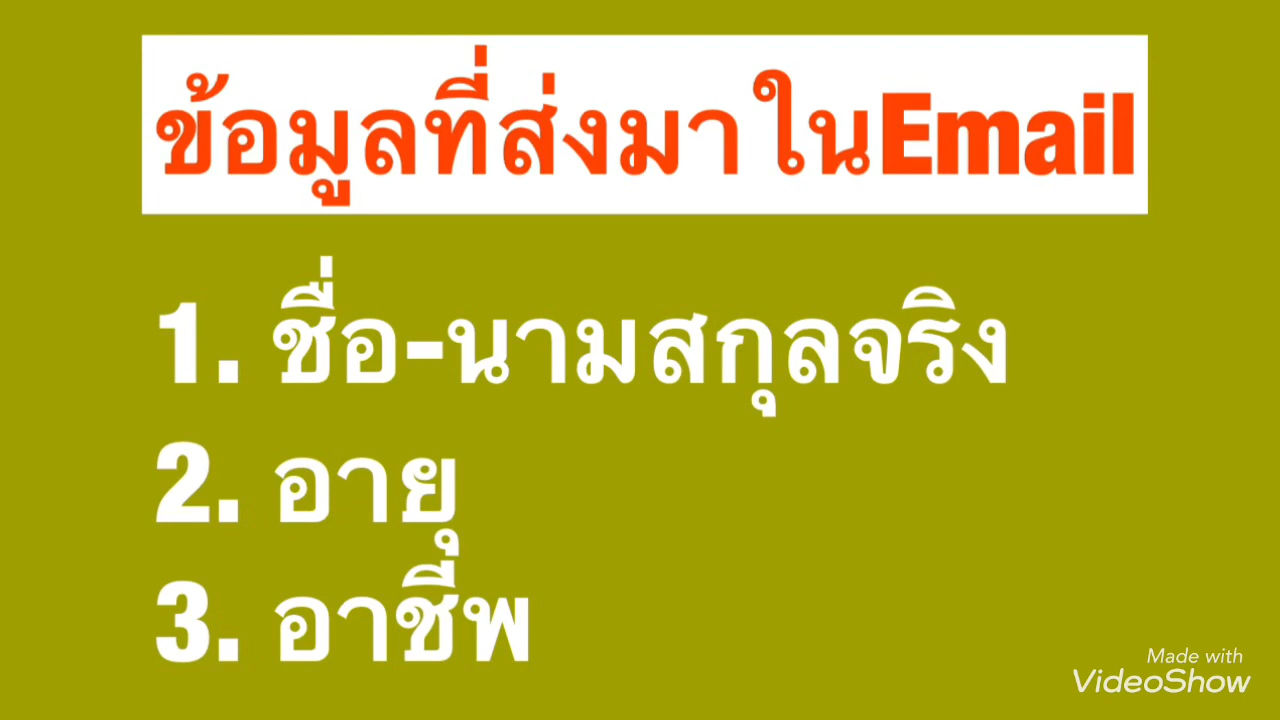 ข้อมูลที่ส่งมาในEmail
1. ชื่อ-นามสกุลจริง
2. อายุ
3. อาชีพ
Made with
VideoShow